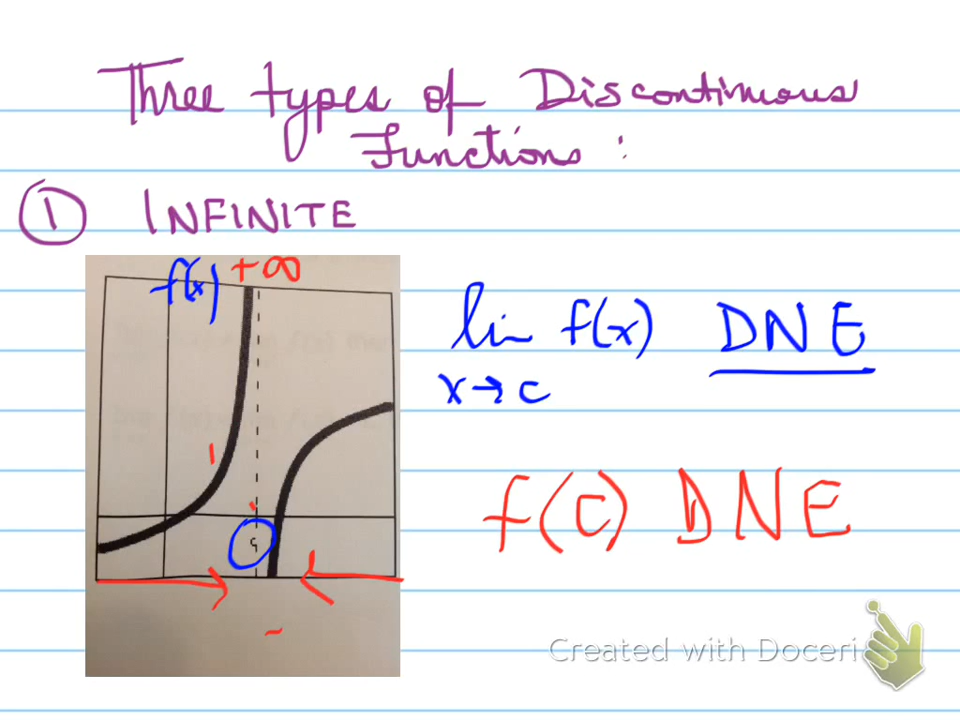 Three types of Discontinuous
Functions :
① INFINITE
f(x) +∞
lim f(x) DNE
x→c
c
f(c) DNE
-
Created with Doceri